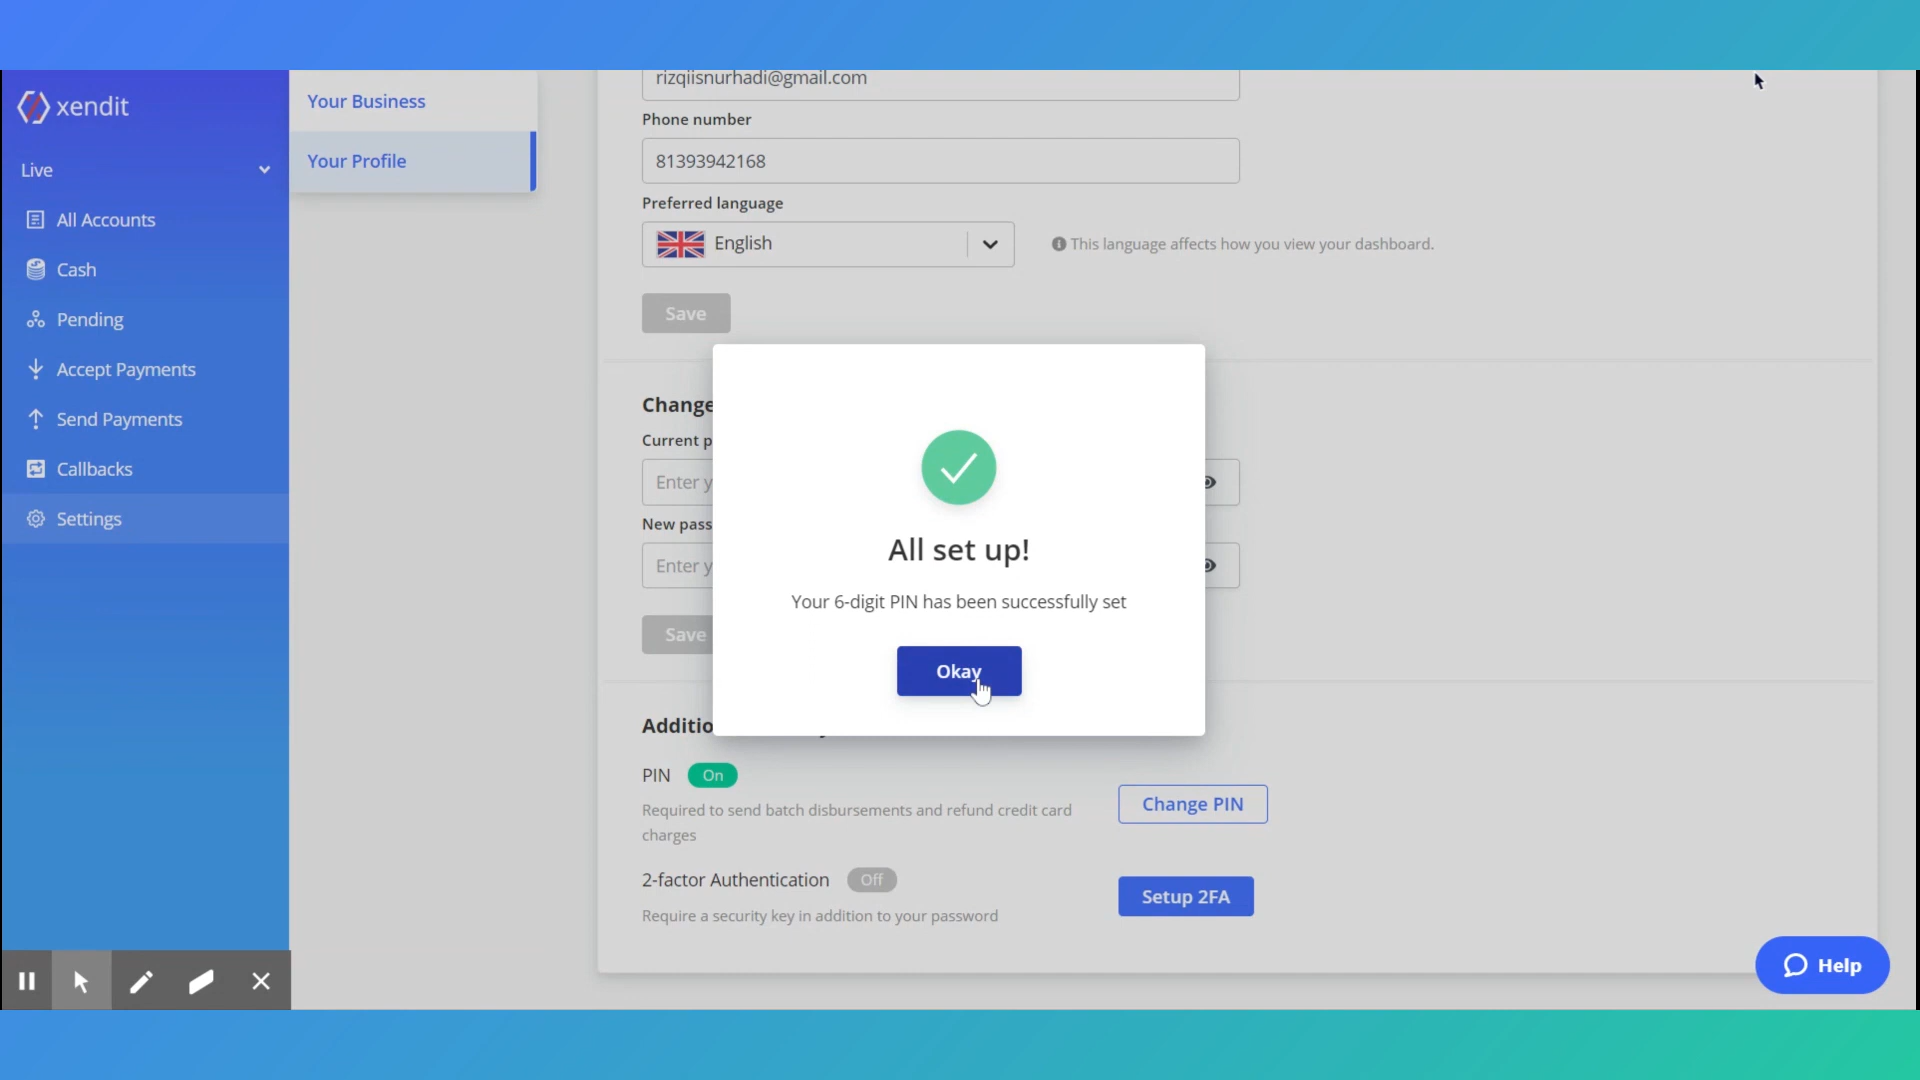 xendit
Live
All Accounts
Cash
Pending
Accept Payments
Send Payments
Callbacks
Settings
Your Business
Your Profile
rizqiisnurhadi@gmail.com
Phone number
81393942168
Preferred language
English
This language affects how you view your dashboard.
Save
Change
Current p
Enter y
New pass
Enter y
Save
All set up!
Your 6-digit PIN has been successfully set
Okay
Additio
PIN On
Required to send batch disbursements and refund credit card
charges
Change PIN
2-factor Authentication Off
Require a security key in addition to your password
Setup 2FA
Help